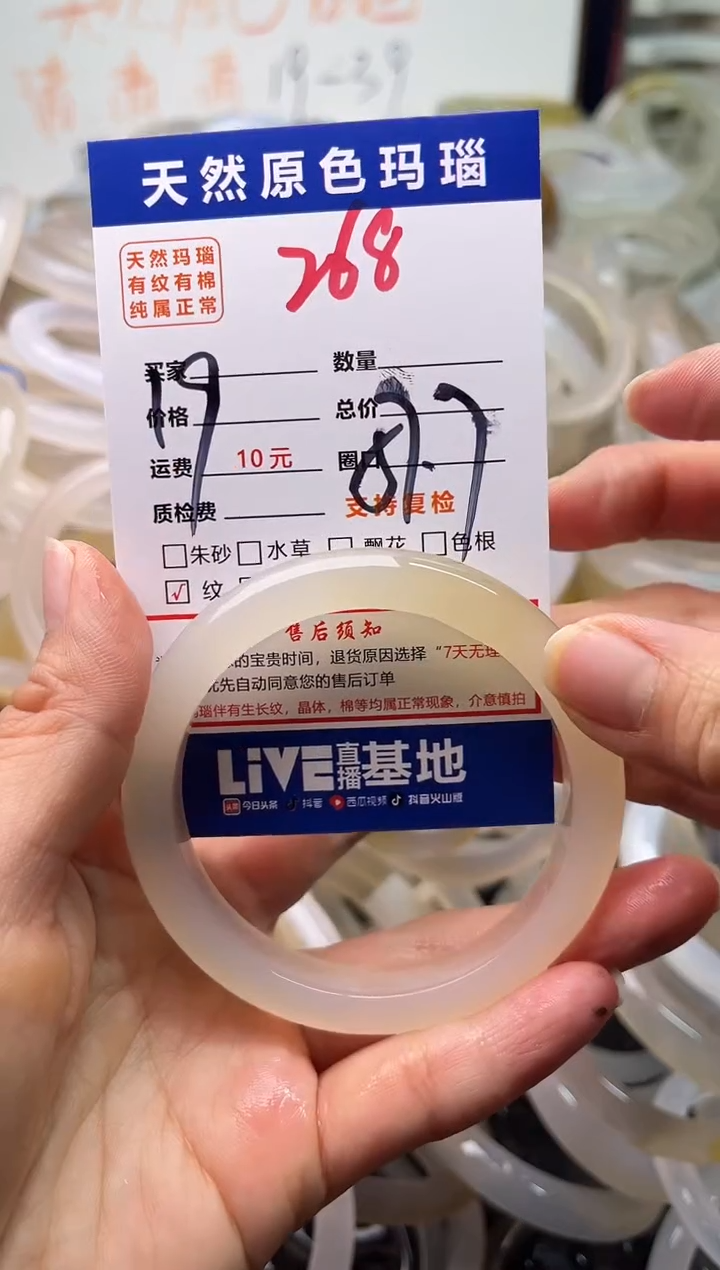 19-39
天然原色玛瑙
天然玛瑙
有纹有棉
纯属正常
268
买家 数量
价格 总价
19
运费 10元 圈口
质检费 支持复检
朱砂 水草 飘花 色根
√ 纹
售后须知
的宝贵时间，退货原因选择“7天无理
优先自动同意您的售后订单
玛瑙伴有生长纹，晶体，棉等均属正常现象，介意慎拍
LiVE直播基地
头条 今日头条 抖音 西瓜视频 抖音火山版